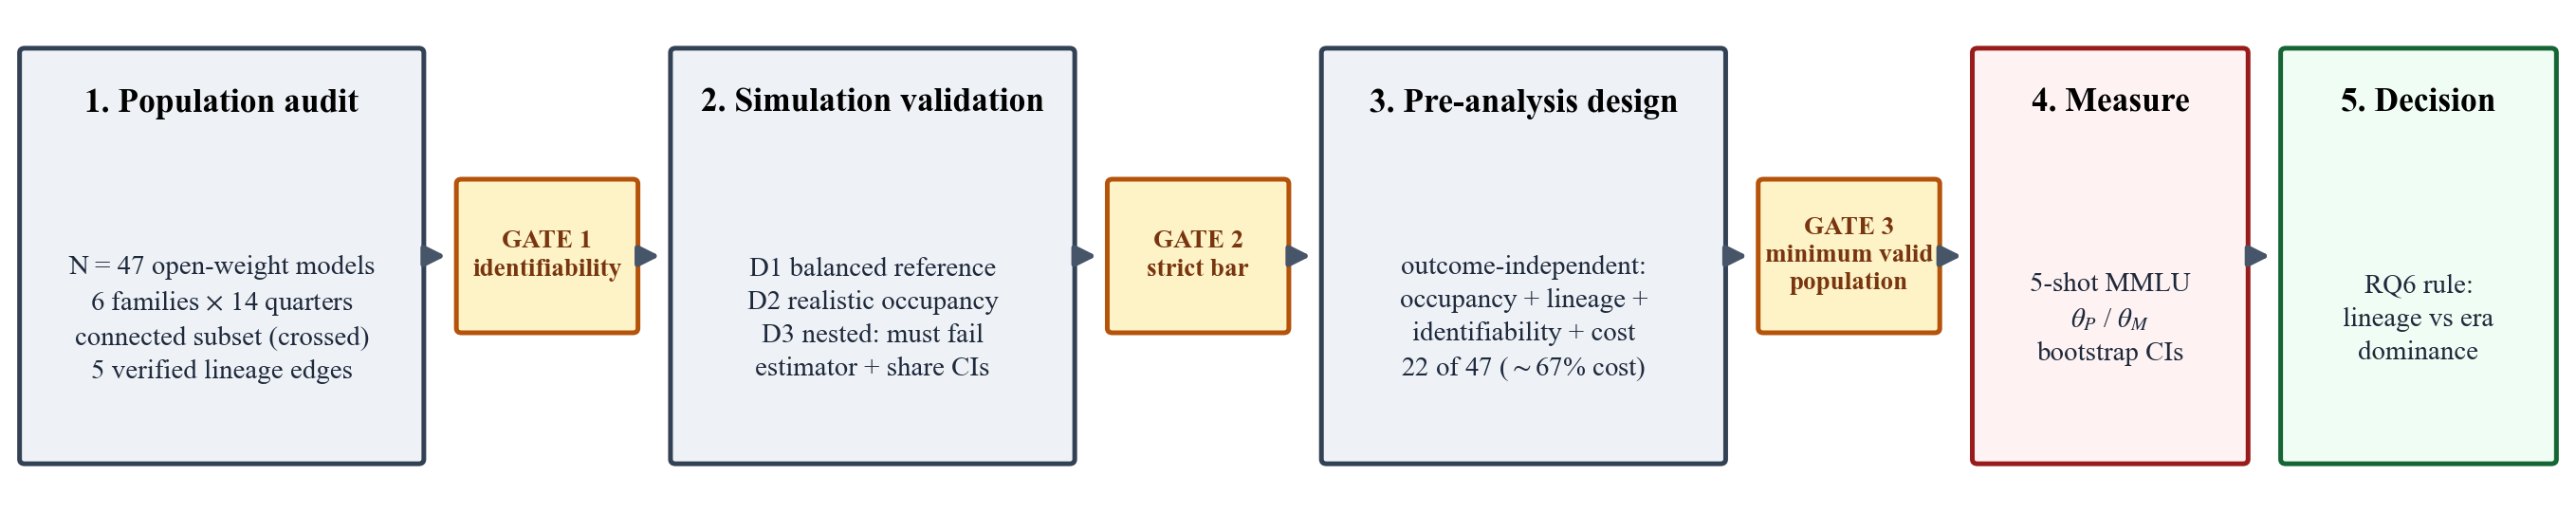 1. Population audit
N = 47 open-weight models
6 families × 14 quarters
connected subset (crossed)
5 verified lineage edges
GATE 1
identifiability
2. Simulation validation
D1 balanced reference
D2 realistic occupancy
D3 nested: must fail
estimator + share CIs
GATE 2
strict bar
3. Pre-analysis design
outcome-independent:
occupancy + lineage +
identifiability + cost
22 of 47 (∼67% cost)
GATE 3
minimum valid
population
4. Measure
5-shot MMLU
θ_P / θ_M
bootstrap CIs
5. Decision
RQ6 rule:
lineage vs era
dominance